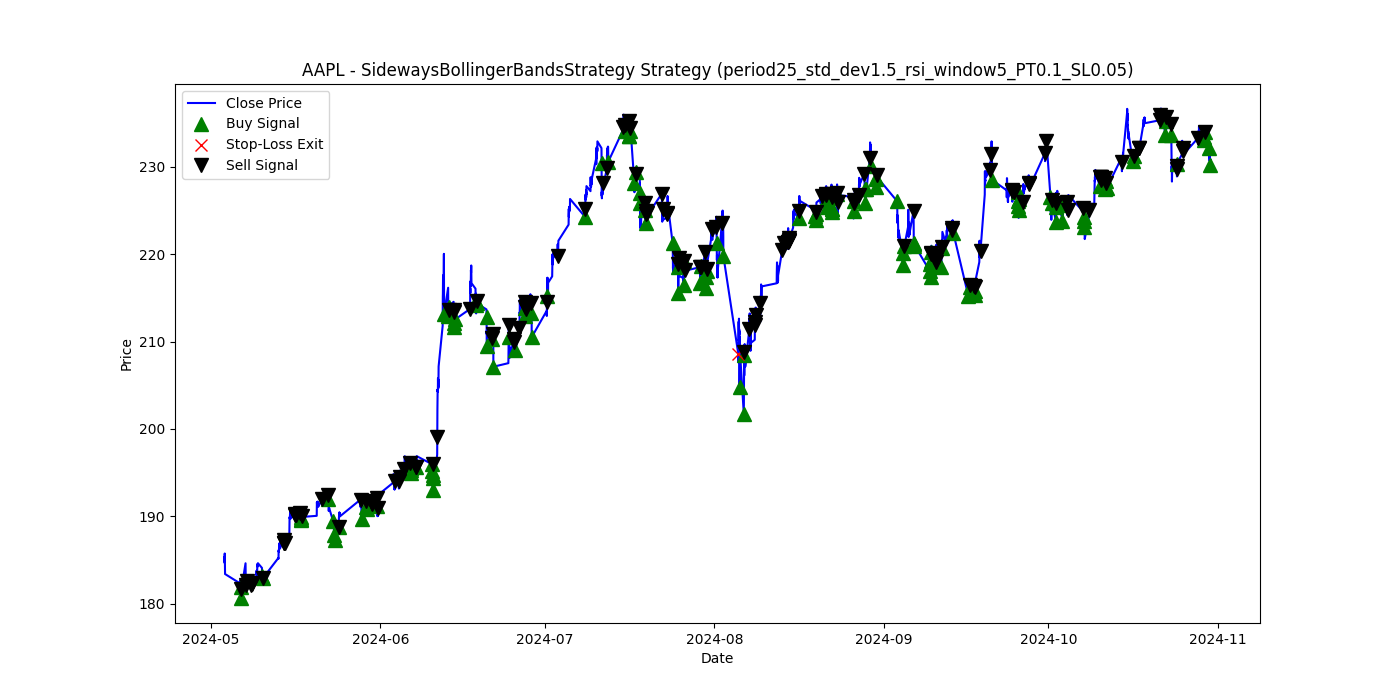 AAPL - SidewaysBollingerBandsStrategy Strategy (period25_std_dev1.5_rsi_window5_PT0.1_SL0.05)
Close Price
Buy Signal
Stop-Loss Exit
Sell Signal
Price
230
220
210
200
190
180
2024-05
2024-06
2024-07
2024-08
2024-09
2024-10
2024-11
Date